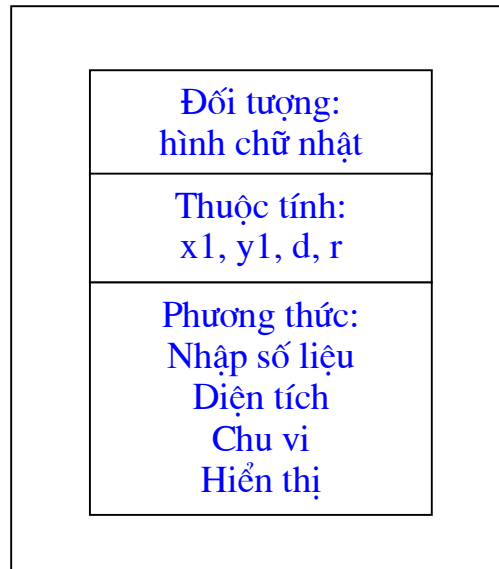 Đối tượng:
hình chữ nhật
Thuộc tính:
x1, y1, d, r
Phương thức:
Nhập số liệu
Diện tích
Chu vi
Hiển thị